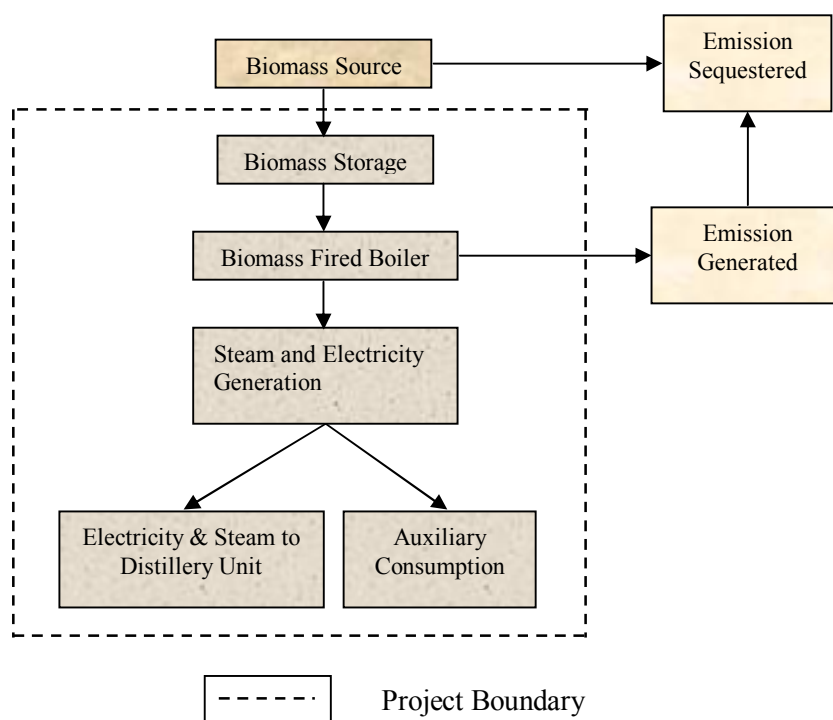 Biomass Source
Emission
Sequestered
Biomass Storage
Biomass Fired Boiler
Emission
Generated
Steam and Electricity
Generation
Electricity & Steam to
Distillery Unit
Auxiliary
Consumption
Project Boundary